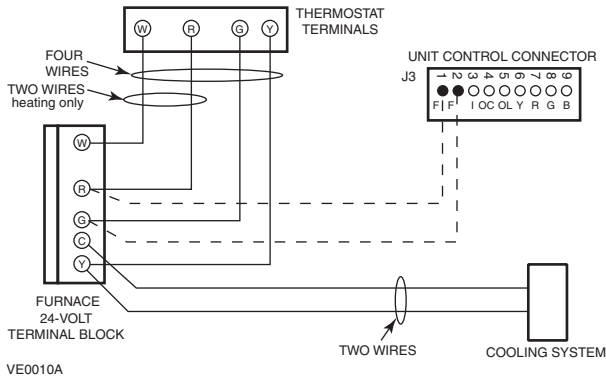 THERMOSTAT
TERMINALS
W R G Y
FOUR
WIRES
TWO WIRES
heating only
UNIT CONTROL CONNECTOR
J3
1 2 3 4 5 6 7 8 9
F F I OC OL Y R G B
W
R
G
C
Y
FURNACE
24-VOLT
TERMINAL BLOCK
TWO WIRES
COOLING SYSTEM
VE0010A